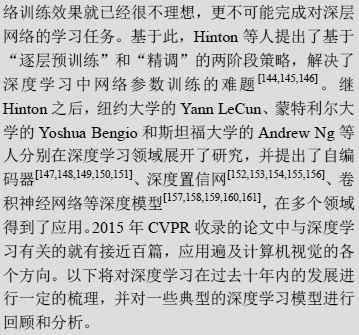 络训练效果就已经很不理想，更不可能完成对深层
网络的学习任务。基于此，Hinton 等人提出了基于
“逐层预训练”和“精调”的两阶段策略，解决了
深度学习中网络参数训练的难题[144,145,146]。继
Hinton 之后，纽约大学的 Yann LeCun、蒙特利尔大
学的 Yoshua Bengio 和斯坦福大学的 Andrew Ng 等
人分别在深度学习领域展开了研究，并提出了自编
码器[147,148,149,150,151]、深度置信网[152,153,154,155,156]、卷
积神经网络等深度模型[157,158,159,160,161]，在多个领域
得到了应用。2015 年 CVPR 收录的论文中与深度学
习有关的就有接近百篇，应用遍及计算机视觉的各
个方向。以下将对深度学习在过去十年内的发展进
行一定的梳理，并对一些典型的深度学习模型进行
回顾和分析。